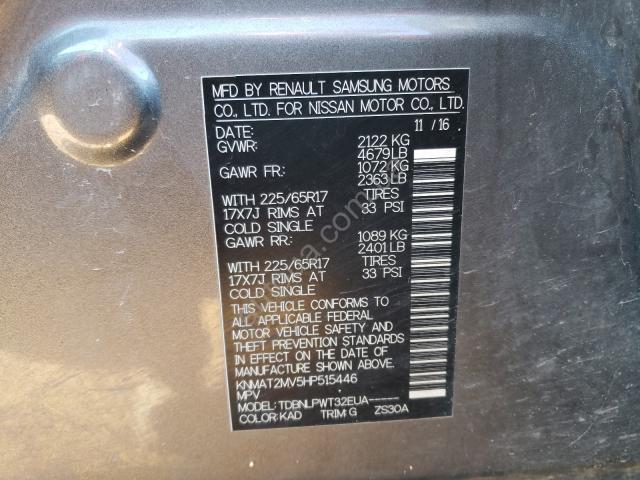 MFD BY RENAULT SAMSUNG MOTORS
CO., LTD. FOR NISSAN MOTOR CO., LTD.
DATE: 11 / 16
GVWR: 2122 KG
4679 LB
GAWR FR: 1072 KG
2363 LB
WITH 225/65R17 TIRES
17X7J RIMS AT 33 PSI
COLD SINGLE
GAWR RR: 1089 KG
2401 LB
WITH 225/65R17 TIRES
17X7J RIMS AT 33 PSI
COLD SINGLE
THIS VEHICLE CONFORMS TO
ALL APPLICABLE FEDERAL
MOTOR VEHICLE SAFETY AND
THEFT PREVENTION STANDARDS
IN EFFECT ON THE DATE OF
MANUFACTURE SHOWN ABOVE.
KNMAT2MV5HP515446
MPV
MODEL: TDBNLPWT32EUA-----
COLOR: KAD TRIM: G ZS30A